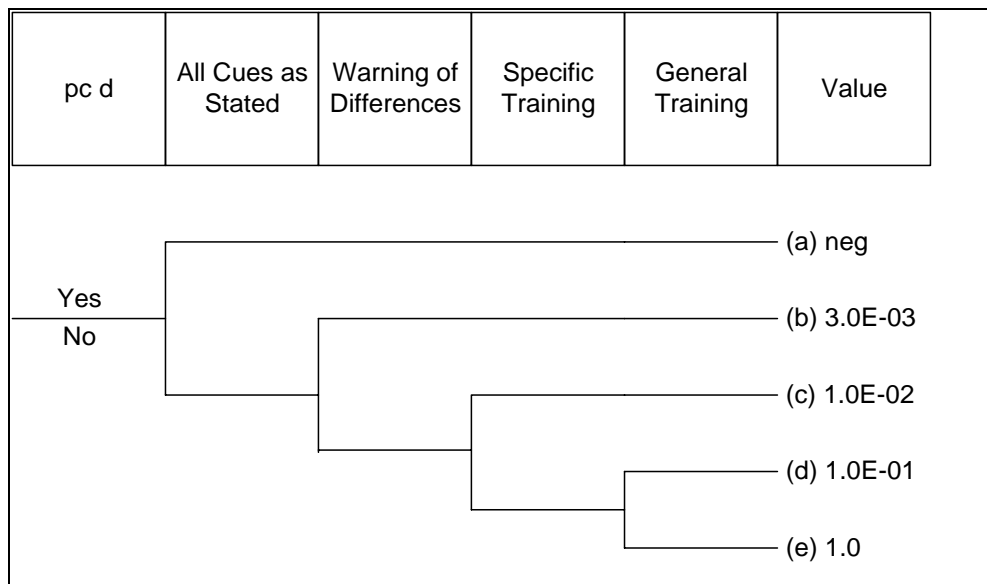 pc d
All Cues as
Stated
Warning of
Differences
Specific
Training
General
Training
Value
(a) neg
Yes
No
(b) 3.0E-03
(c) 1.0E-02
(d) 1.0E-01
(e) 1.0